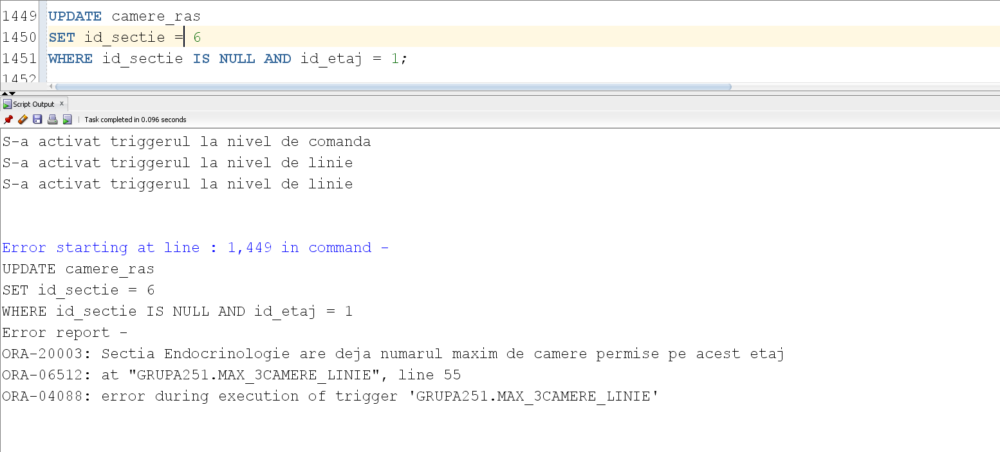 1449 UPDATE camere_ras
1450 SET id_sectie = 6
1451 WHERE id_sectie IS NULL AND id_etaj = 1;
1452
Script Output x
Task completed in 0.096 seconds
S-a activat triggerul la nivel de comanda
S-a activat triggerul la nivel de linie
S-a activat triggerul la nivel de linie
Error starting at line : 1,449 in command -
UPDATE camere_ras
SET id_sectie = 6
WHERE id_sectie IS NULL AND id_etaj = 1
Error report -
ORA-20003: Sectia Endocrinologie are deja numarul maxim de camere permise pe acest etaj
ORA-06512: at "GRUPA251.MAX_3CAMERE_LINIE", line 55
ORA-04088: error during execution of trigger 'GRUPA251.MAX_3CAMERE_LINIE'